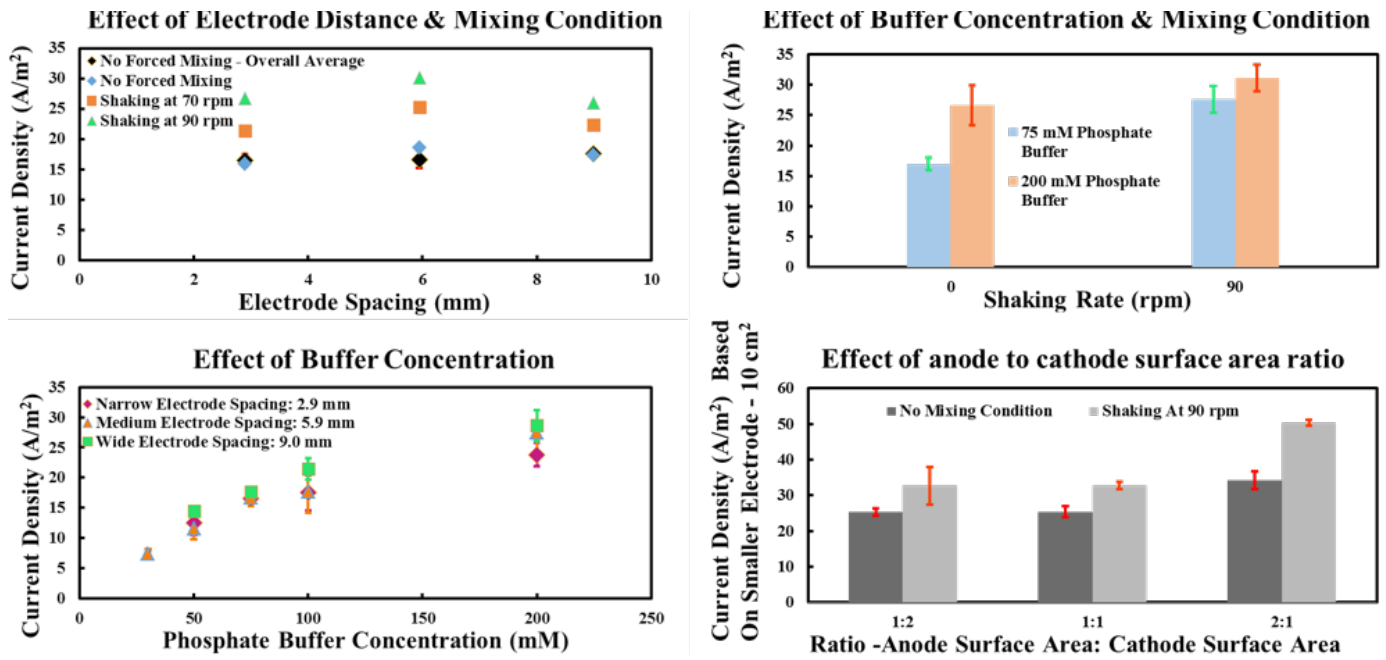 Effect of Electrode Distance & Mixing Condition
Current Density (A/m²)
35
30
25
20
15
10
5
0
No Forced Mixing - Overall Average
No Forced Mixing
Shaking at 70 rpm
Shaking at 90 rpm
0 2 4 6 8 10
Electrode Spacing (mm)
Effect of Buffer Concentration & Mixing Condition
Current Density (A/m²)
35
30
25
20
15
10
5
0
75 mM Phosphate
Buffer
200 mM Phosphate
Buffer
0 90
Shaking Rate (rpm)
Effect of Buffer Concentration
Current Density (A/m²)
35
30
25
20
15
10
5
0
Narrow Electrode Spacing: 2.9 mm
Medium Electrode Spacing: 5.9 mm
Wide Electrode Spacing: 9.0 mm
0 50 100 150 200 250
Phosphate Buffer Concentration (mM)
Effect of anode to cathode surface area ratio
Current Density (A/m²) Based
On Smaller Electrode - 10 cm²
60
50
40
30
20
10
0
No Mixing Condition Shaking At 90 rpm
1:2 1:1 2:1
Ratio -Anode Surface Area: Cathode Surface Area